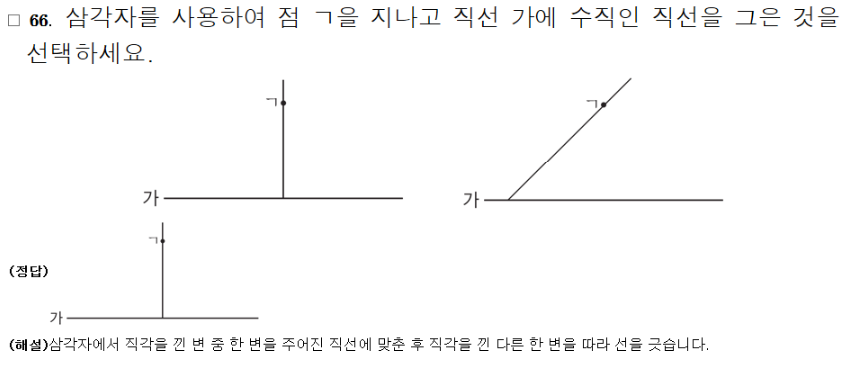 □ 66. 삼각자를 사용하여 점 ㄱ을 지나고 직선 가에 수직인 직선을 그은 것을
선택하세요.
ㄱ
가
ㄱ
가
(정답)
ㄱ
가
(해설)삼각자에서 직각을 낀 변 중 한 변을 주어진 직선에 맞춘 후 직각을 낀 다른 한 변을 따라 선을 긋습니다.